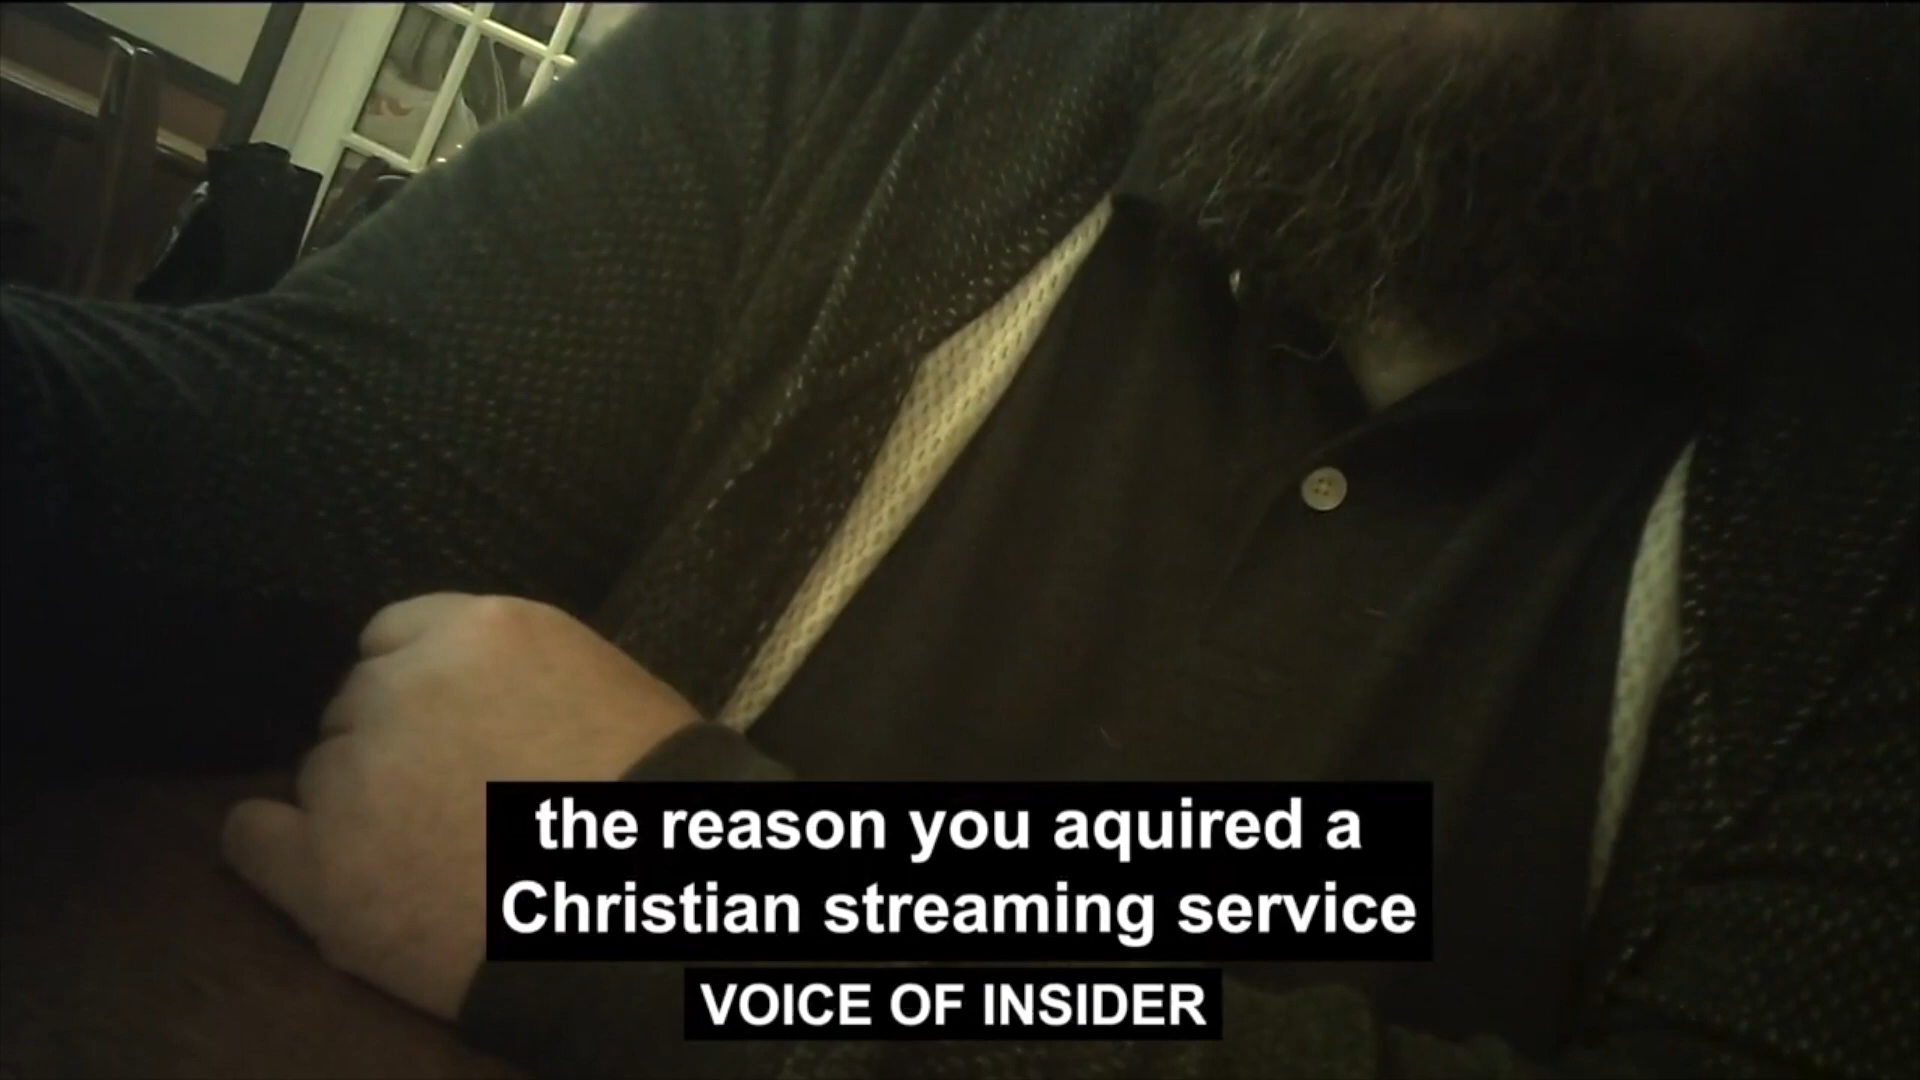 the reason you aquired a
Christian streaming service
VOICE OF INSIDER